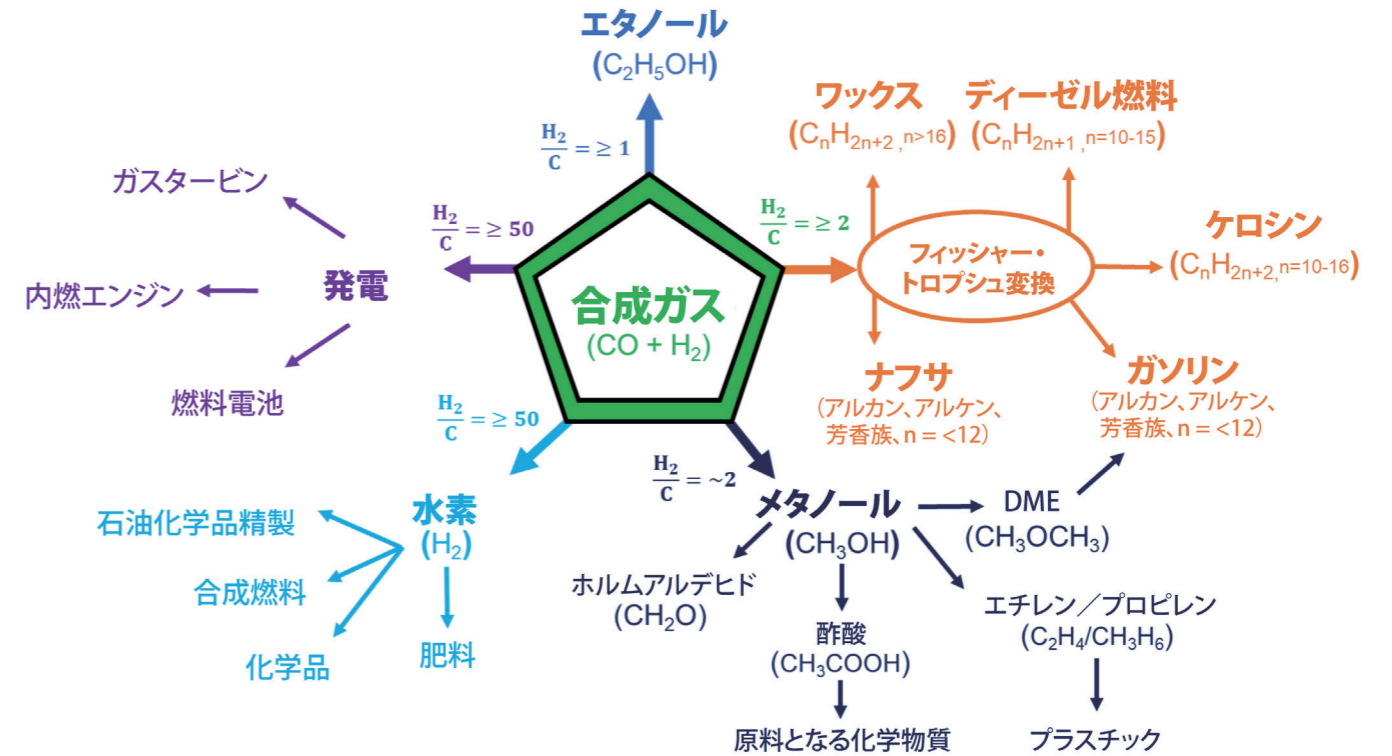 エタノール
(C2H5OH)
H2/C = ≥ 1
ワックス
(CnH2n+2 ,n>16)
ディーゼル燃料
(CnH2n+1 ,n=10-15)
H2/C = ≥ 2
フィッシャー・
トロプシュ変換
ケロシン
(CnH2n+2,n=10-16)
ナフサ
(アルカン、アルケン、
芳香族、n = <12)
ガソリン
(アルカン、アルケン、
芳香族、n = <12)
合成ガス
(CO + H2)
H2/C = ≥ 50
発電
ガスタービン
内燃エンジン
燃料電池
H2/C = ≥ 50
水素
(H2)
石油化学品精製
合成燃料
化学品
肥料
H2/C = ~2
メタノール
(CH3OH)
DME
(CH3OCH3)
ホルムアルデヒド
(CH2O)
酢酸
(CH3COOH)
原料となる化学物質
エチレン／プロピレン
(C2H4/CH3H6)
プラスチック